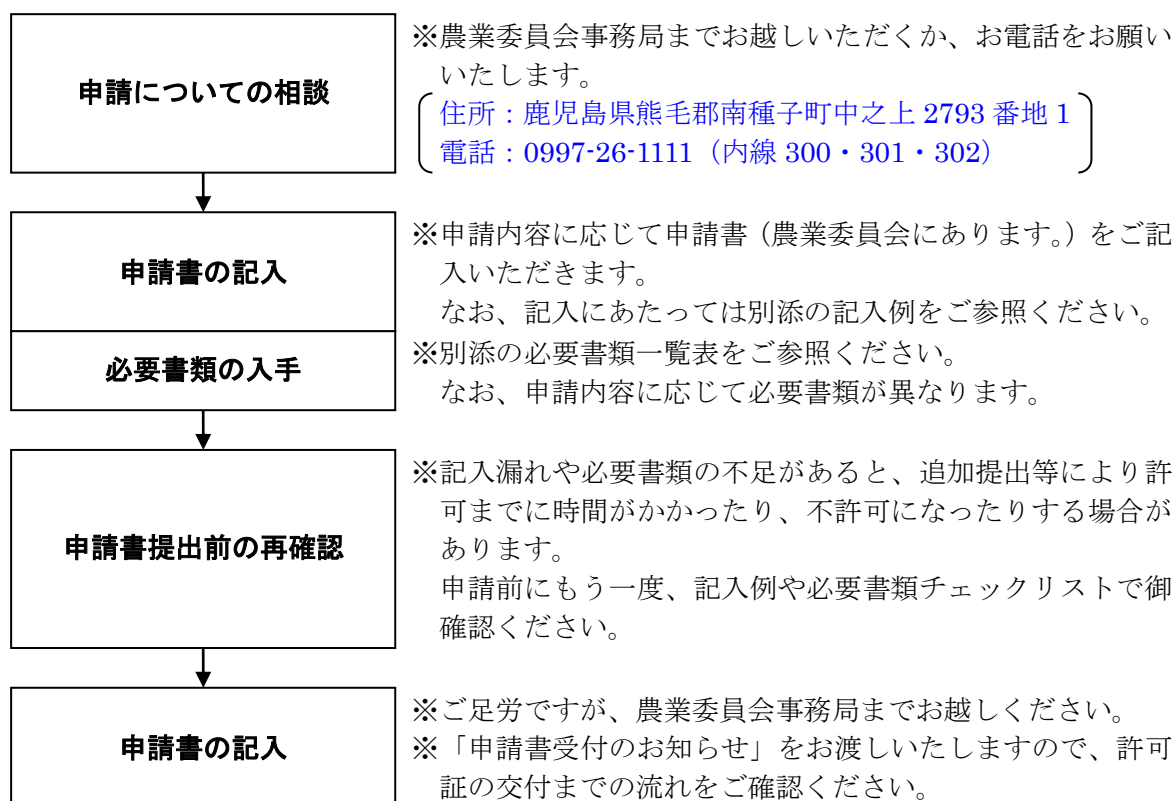 申請についての相談
※農業委員会事務局までお越しいただくか、お電話をお願い
いたします。
住所：鹿児島県熊毛郡南種子町中之上 2793 番地 1
電話：0997-26-1111（内線 300・301・302）
申請書の記入
※申請内容に応じて申請書（農業委員会にあります。）をご記
入いただきます。
なお、記入にあたっては別添の記入例をご参照ください。
必要書類の入手
※別添の必要書類一覧表をご参照ください。
なお、申請内容に応じて必要書類が異なります。
申請書提出前の再確認
※記入漏れや必要書類の不足があると、追加提出等により許
可までに時間がかかったり、不許可になったりする場合が
あります。
申請前にもう一度、記入例や必要書類チェックリストで御
確認ください。
申請書の記入
※ご足労ですが、農業委員会事務局までお越しください。
※「申請書受付のお知らせ」をお渡しいたしますので、許可
証の交付までの流れをご確認ください。